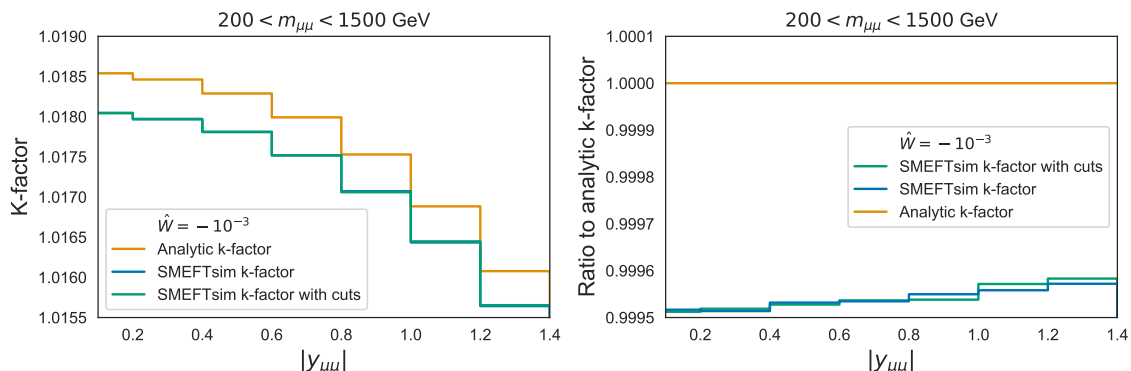 200 < m_μμ < 1500 GeV
1.0190
1.0185
1.0180
1.0175
1.0170
1.0165
1.0160
1.0155
K-factor
Ŵ = −10⁻³
Analytic k-factor
SMEFTsim k-factor
SMEFTsim k-factor with cuts
0.2 0.4 0.6 0.8 1.0 1.2 1.4
|y_μμ|
200 < m_μμ < 1500 GeV
1.0001
1.0000
0.9999
0.9998
0.9997
0.9996
0.9995
Ratio to analytic k-factor
Ŵ = −10⁻³
SMEFTsim k-factor with cuts
SMEFTsim k-factor
Analytic k-factor
0.2 0.4 0.6 0.8 1.0 1.2 1.4
|y_μμ|